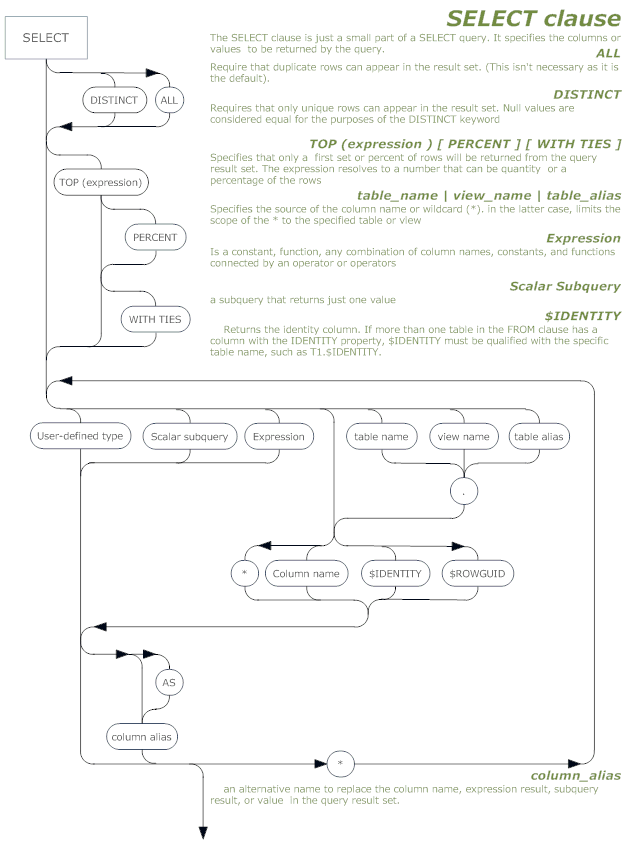 SELECT
SELECT clause
The SELECT clause is just a small part of a SELECT query. It specifies the columns or
values to be returned by the query.
ALL
Require that duplicate rows can appear in the result set. (This isn't necessary as it is
the default).
DISTINCT
Requires that only unique rows can appear in the result set. Null values are
considered equal for the purposes of the DISTINCT keyword
DISTINCT
ALL
TOP (expression ) [ PERCENT ] [ WITH TIES ]
Specifies that only a first set or percent of rows will be returned from the query
result set. The expression resolves to a number that can be quantity or a
percentage of the rows
TOP (expression)
table_name | view_name | table_alias
Specifies the source of the column name or wildcard (*). in the latter case, limits the
scope of the * to the specified table or view
PERCENT
Expression
Is a constant, function, any combination of column names, constants, and functions
connected by an operator or operators
Scalar Subquery
a subquery that returns just one value
WITH TIES
$IDENTITY
Returns the identity column. If more than one table in the FROM clause has a
column with the IDENTITY property, $IDENTITY must be qualified with the specific
table name, such as T1.$IDENTITY.
User-defined type
Scalar subquery
Expression
table name
view name
table alias
.
*
Column name
$IDENTITY
$ROWGUID
AS
column alias
*
column_alias
an alternative name to replace the column name, expression result, subquery
result, or value in the query result set.